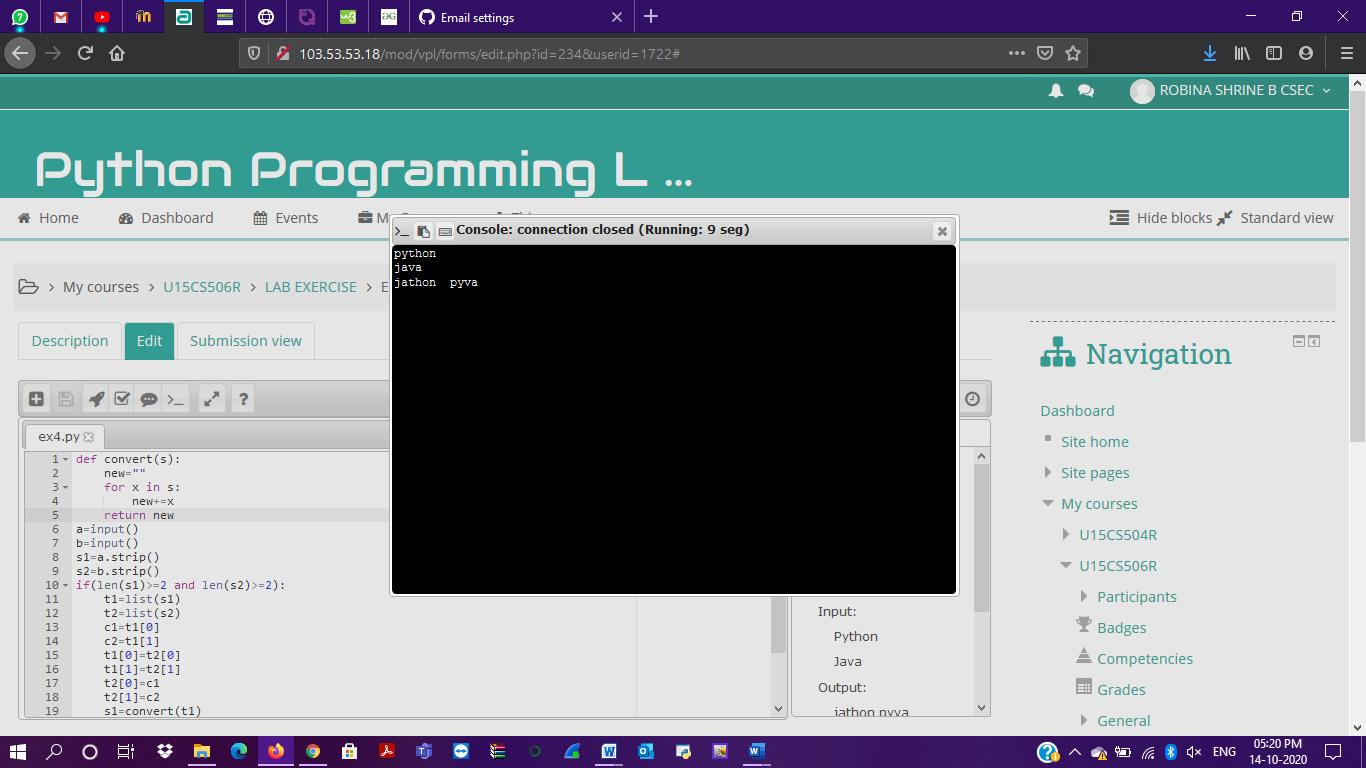 Email settings
103.53.53.18/mod/vpl/forms/edit.php?id=234&userid=1722#
ROBINA SHRINE B CSEC
Python Programming L ...
Home
Dashboard
Events
Hide blocks
Standard view
Console: connection closed (Running: 9 seg)
python
java
jathon  pyva
My courses
U15CS506R
LAB EXERCISE
Description
Edit
Submission view
ex4.py
1 def convert(s):
2     new=""
3     for x in s:
4         new+=x
5     return new
6 a=input()
7 b=input()
8 s1=a.strip()
9 s2=b.strip()
10 if(len(s1)>=2 and len(s2)>=2):
11     t1=list(s1)
12     t2=list(s2)
13     c1=t1[0]
14     c2=t1[1]
15     t1[0]=t2[0]
16     t1[1]=t2[1]
17     t2[0]=c1
18     t2[1]=c2
19     s1=convert(t1)
Input:
Python
Java
Output:
jathon pyva
Navigation
Dashboard
Site home
Site pages
My courses
U15CS504R
U15CS506R
Participants
Badges
Competencies
Grades
General
ENG
05:20 PM
14-10-2020